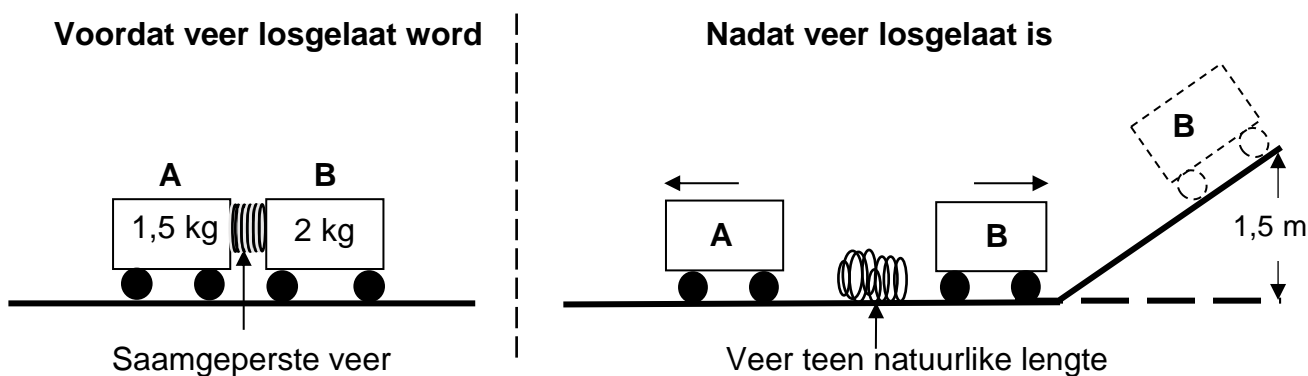 Voordat veer losgelaat word
Nadat veer losgelaat is
A B
1,5 kg 2 kg
Saamgeperste veer
A
B
B
1,5 m
Veer teen natuurlike lengte